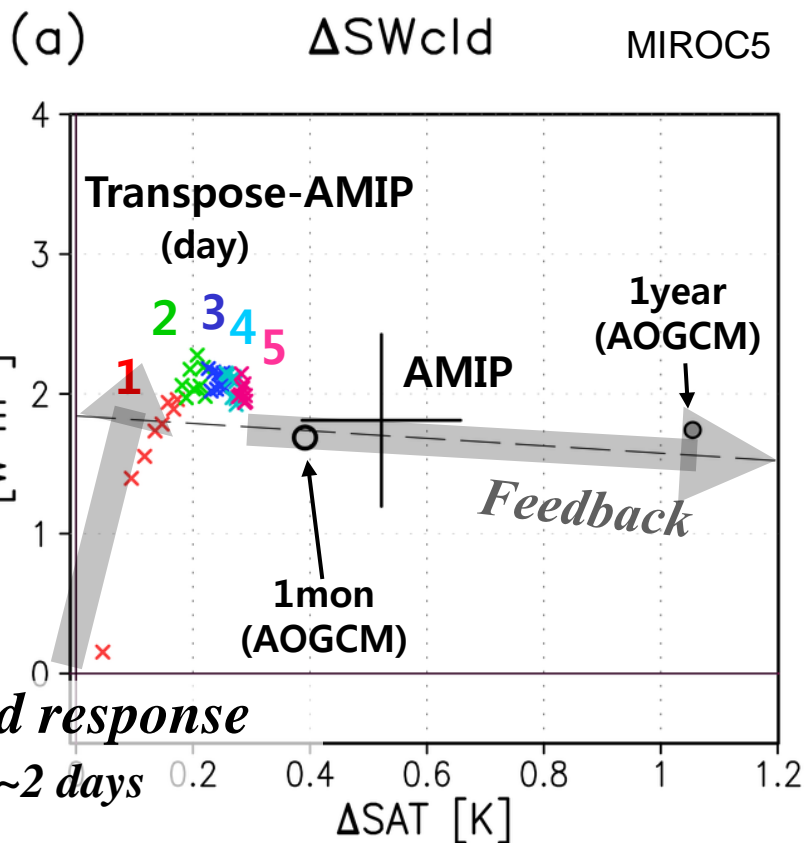 (a) ΔSWcld MIROC5
4
Transpose-AMIP
(day)
3
2 3 4 5
1
1year
(AOGCM)
AMIP
2
Feedback
1
1mon
(AOGCM)
0
response
~2 days
0 0.2 0.4 0.6 0.8 1 1.2
ΔSAT [K]